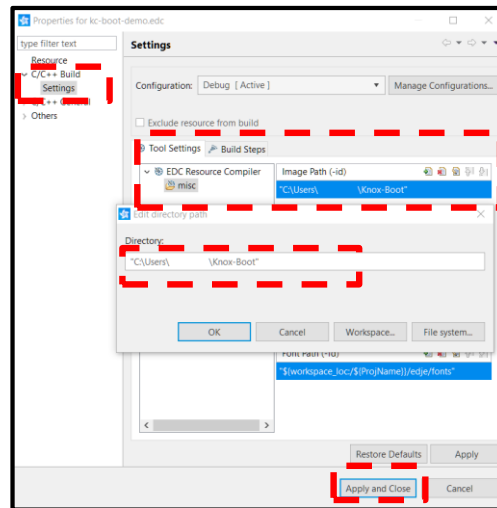 Properties for kc-boot-demo.edc
type filter text
Resource
C/C++ Build
Settings
C/C++ General
Others
Settings
Configuration: Debug [ Active ]
Manage Configurations...
Exclude resource from build
Tool Settings
Build Steps
EDC Resource Compiler
misc
Image Path (-id)
"C:\Users\ \Knox-Boot"
Edit directory path
Directory:
"C:\Users\ \Knox-Boot"
OK
Cancel
Workspace...
File system...
Font Path (-fd)
"${workspace_loc:/${ProjName}}/edje/fonts"
Restore Defaults
Apply
Apply and Close
Cancel